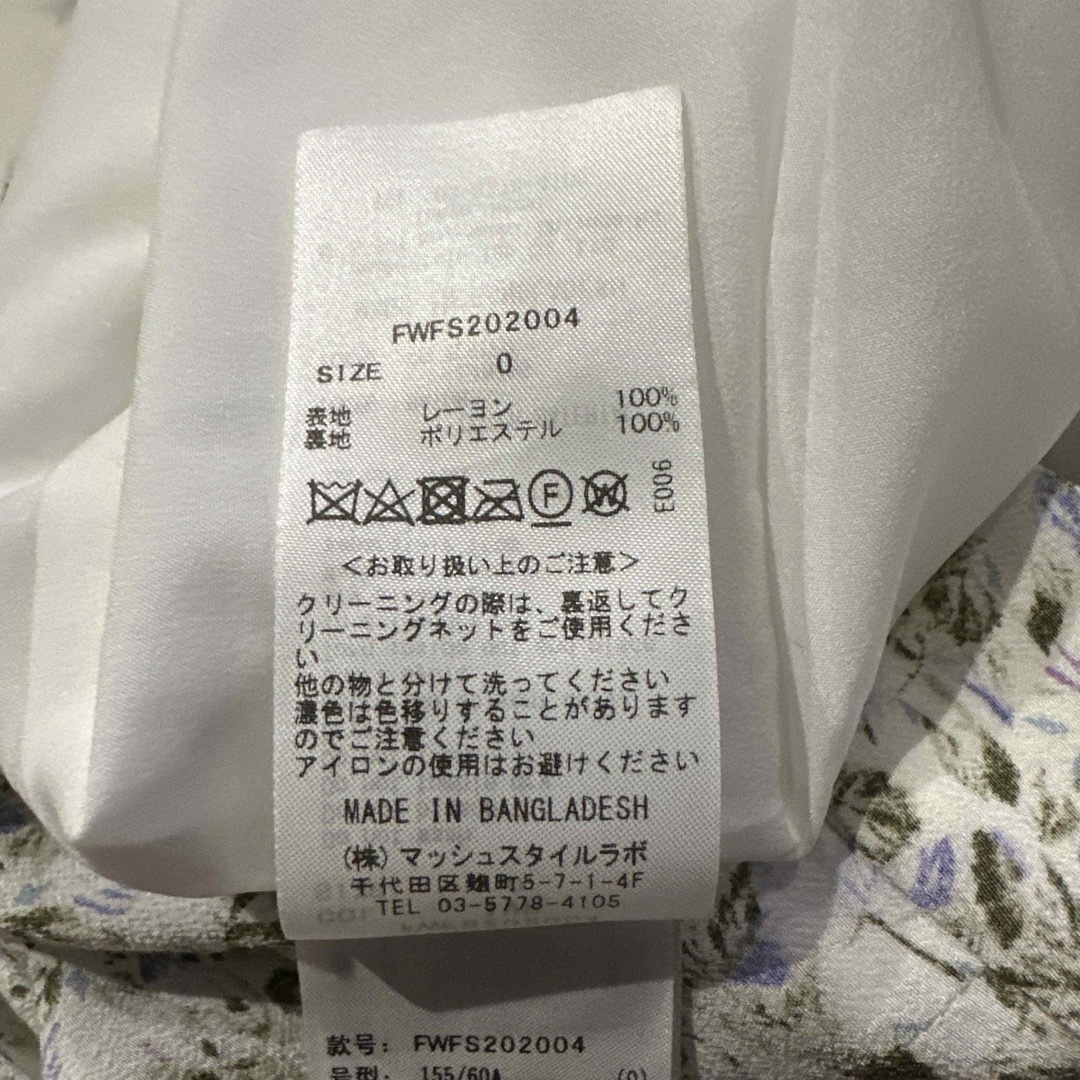 FWFS202004
SIZE 0
表地 レーヨン 100%
裏地 ポリエステル 100%
F W E006
<お取り扱い上のご注意>
クリーニングの際は、裏返してク
リーニングネットをご使用くださ
い
他の物と分けて洗ってください
濃色は色移りすることがあります
のでご注意ください
アイロンの使用はお避けください
MADE IN BANGLADESH
(株)マッシュスタイルラボ
千代田区麹町5-7-1-4F
TEL 03-5778-4105
款号: FWFS202004
号型: 155/60A (0)